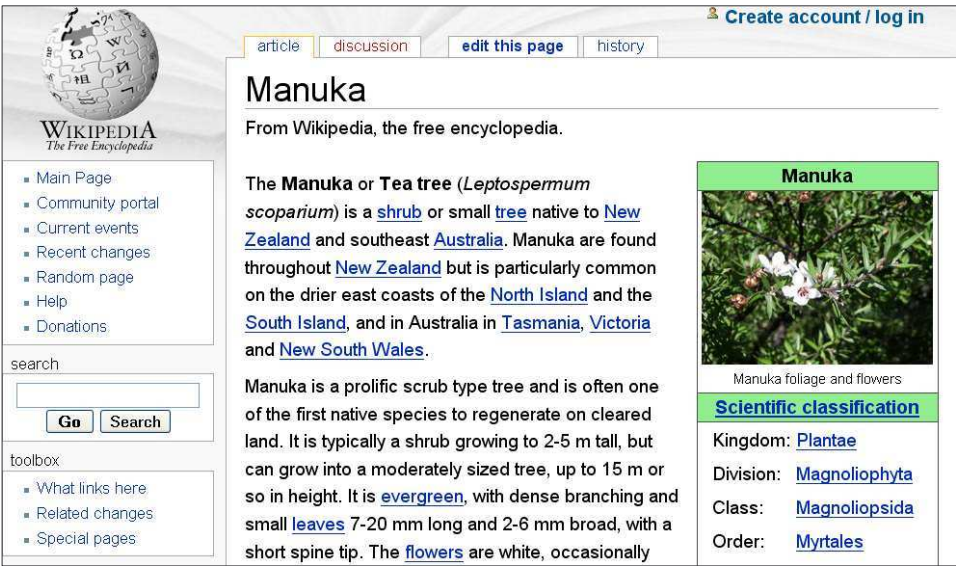 Create account / log in
article discussion edit this page history
WIKIPEDIA
The Free Encyclopedia
Main Page
Community portal
Current events
Recent changes
Random page
Help
Donations
search
Go Search
toolbox
What links here
Related changes
Special pages
Manuka
From Wikipedia, the free encyclopedia.
The Manuka or Tea tree (Leptospermum
scoparium) is a shrub or small tree native to New
Zealand and southeast Australia. Manuka are found
throughout New Zealand but is particularly common
on the drier east coasts of the North Island and the
South Island, and in Australia in Tasmania, Victoria
and New South Wales.
Manuka is a prolific scrub type tree and is often one
of the first native species to regenerate on cleared
land. It is typically a shrub growing to 2-5 m tall, but
can grow into a moderately sized tree, up to 15 m or
so in height. It is evergreen, with dense branching and
small leaves 7-20 mm long and 2-6 mm broad, with a
short spine tip. The flowers are white, occasionally
Manuka
Manuka foliage and flowers
Scientific classification
Kingdom: Plantae
Division: Magnoliophyta
Class: Magnoliopsida
Order: Myrtales